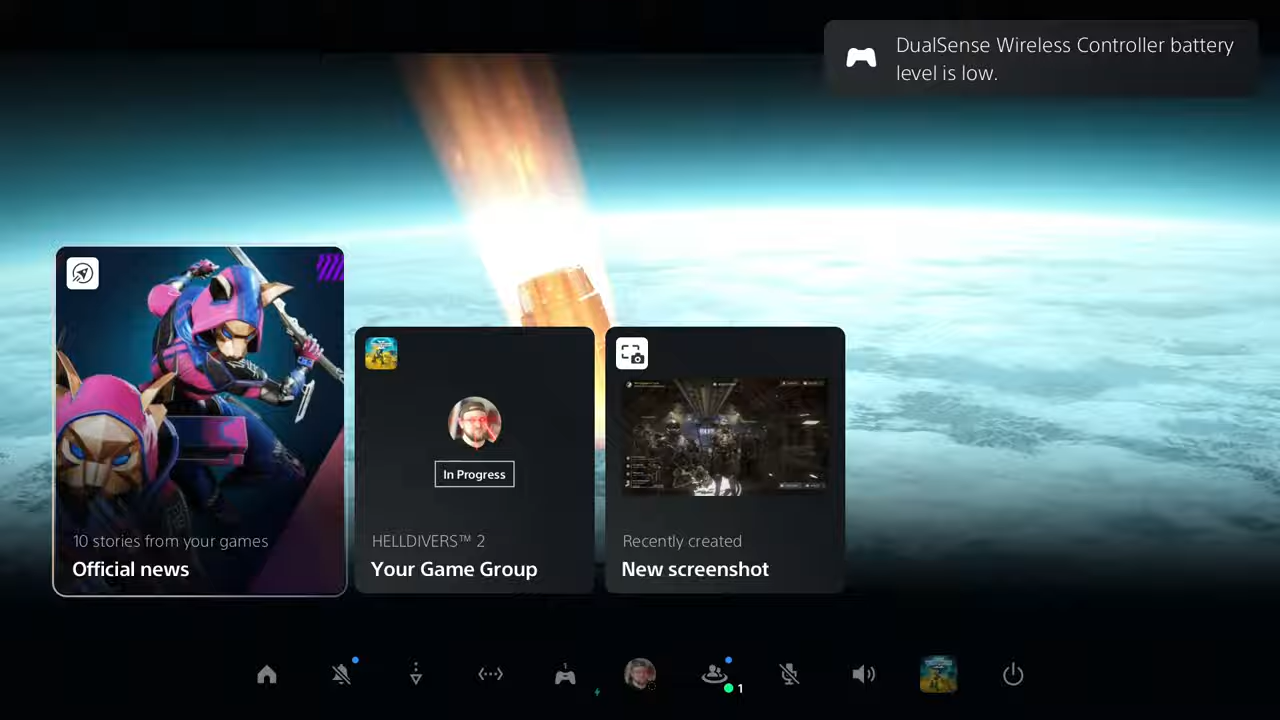 DualSense Wireless Controller battery
level is low.
10 stories from your games
Official news
In Progress
HELLDIVERS™ 2
Your Game Group
Recently created
New screenshot
1
1